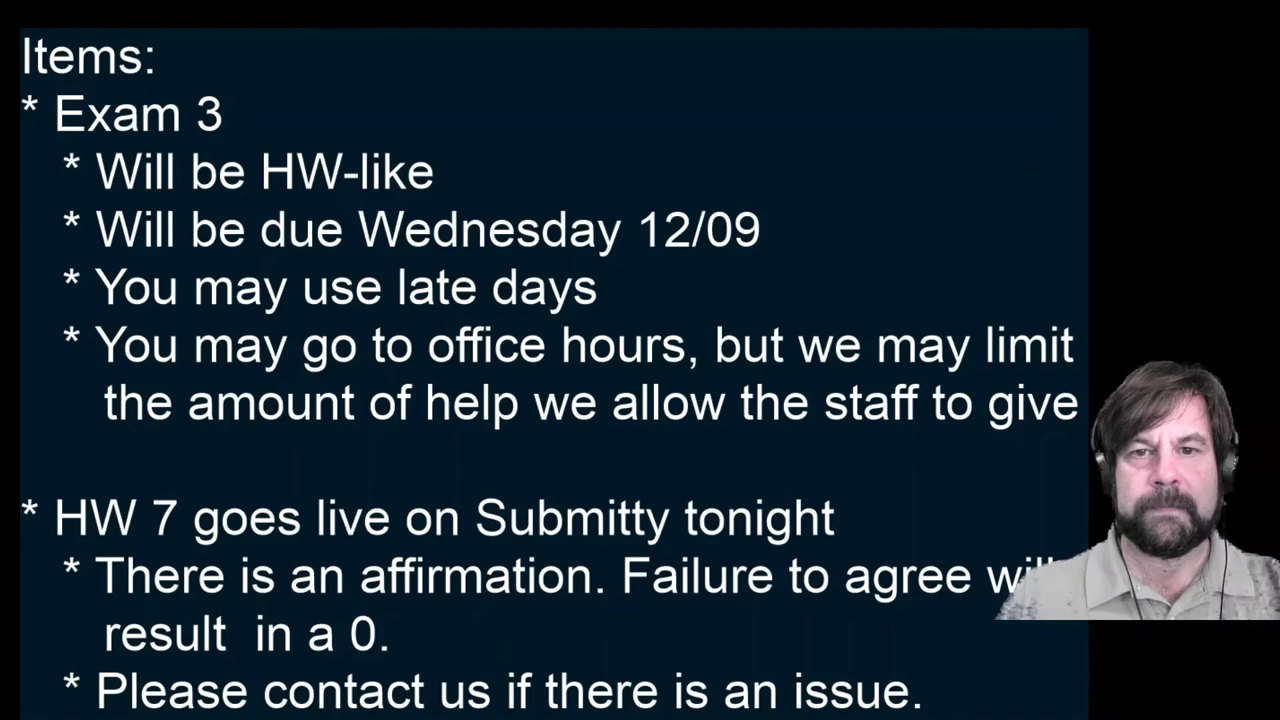 Items:
* Exam 3
* Will be HW-like
* Will be due Wednesday 12/09
* You may use late days
* You may go to office hours, but we may limit
the amount of help we allow the staff to give
* HW 7 goes live on Submitty tonight
* There is an affirmation. Failure to agree will
result in a 0.
* Please contact us if there is an issue.